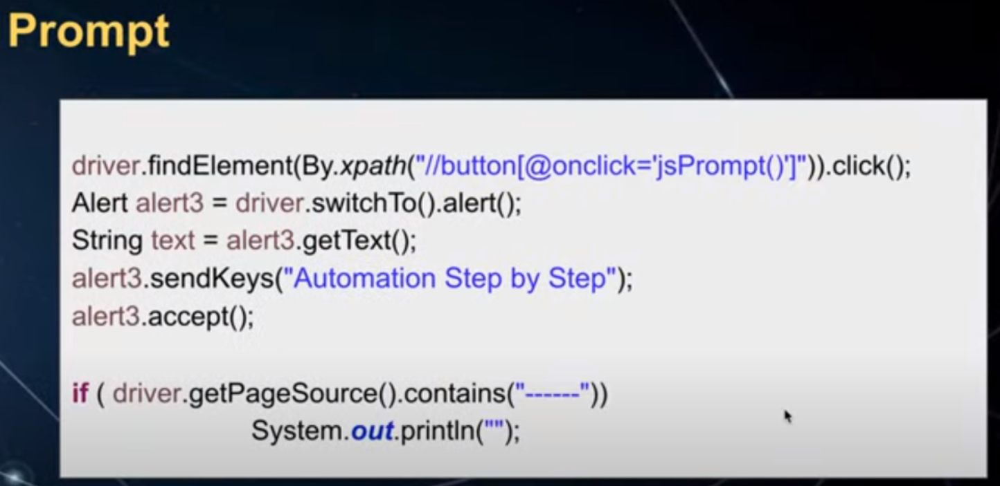 Prompt
driver.findElement(By.xpath("//button[@onclick='jsPrompt()']")).click();
Alert alert3 = driver.switchTo().alert();
String text = alert3.getText();
alert3.sendKeys("Automation Step by Step");
alert3.accept();
if ( driver.getPageSource().contains("------"))
System.out.println("");